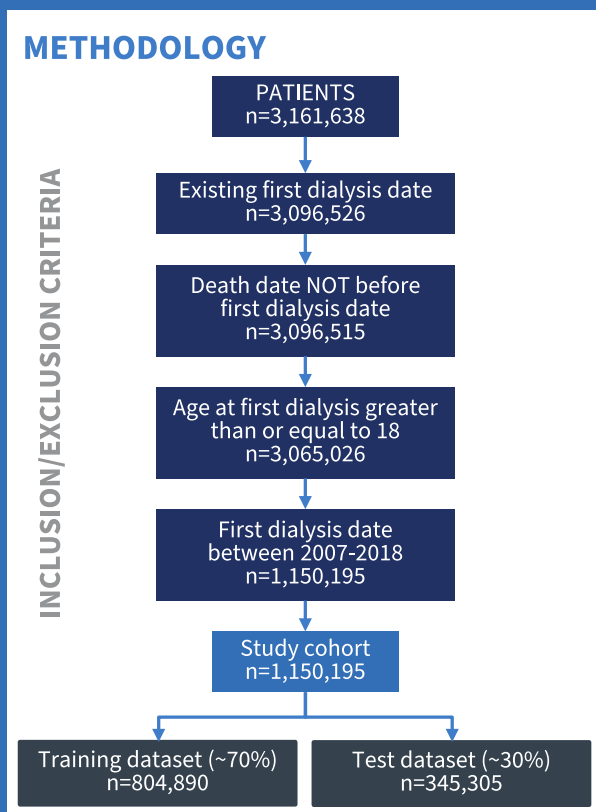 METHODOLOGY
INCLUSION/EXCLUSION CRITERIA
PATIENTS
n=3,161,638
Existing first dialysis date
n=3,096,526
Death date NOT before
first dialysis date
n=3,096,515
Age at first dialysis greater
than or equal to 18
n=3,065,026
First dialysis date
between 2007-2018
n=1,150,195
Study cohort
n=1,150,195
Training dataset (~70%)
n=804,890
Test dataset (~30%)
n=345,305